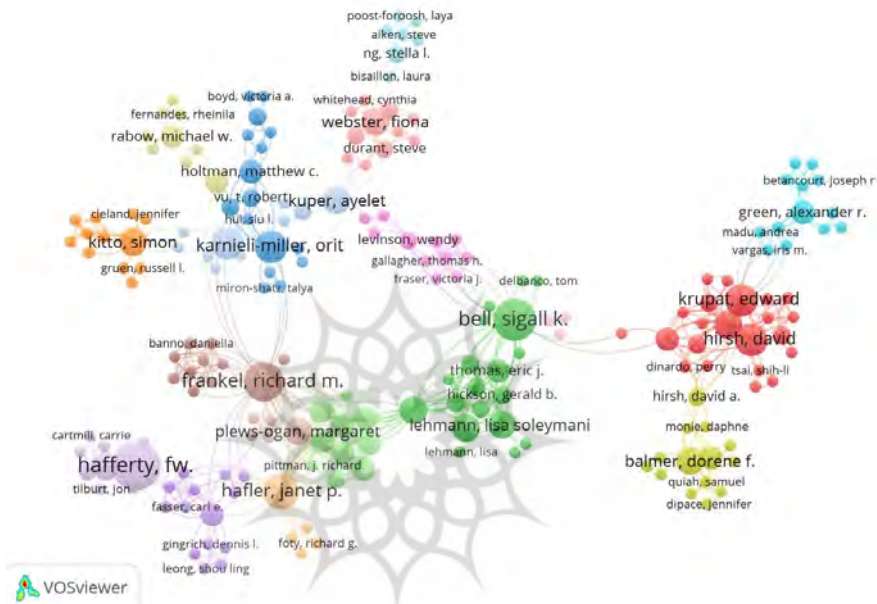 poost-foroosh, laya
aiken, steve
ng, stella l.
bisaillon, laura
boyd, victoria a.
fernandes, rheinila
rabow, michael w.
whitehead, cynthia
webster, fiona
durant, steve
holtman, matthew c.
vu, t. robert
kuper, ayelet
hui, siu l.
cleland, jennifer
kitto, simon
gruen, russell l.
karnieli-miller, orit
miron-shatz, talya
levinson, wendy
gallagher, thomas h.
fraser, victoria j.
delbanco, tom
bell, sigall k.
betancourt, joseph r
green, alexander r.
madu, andrea
vargas, iris m.
krupat, edward
hirsh, david
dinardo, perry
tsai, shih-li
hirsh, david a.
monie, daphne
balmer, dorene f.
quiah, samuel
dipace, jennifer
banno, daniella
frankel, richard m.
thomas, eric j.
hickson, gerald b.
lehmann, lisa soleymani
lehmann, lisa
plews-ogan, margaret
pittman, j. richard
cartmill, carrie
hafferty, fw.
tilburt, jon
hafler, janet p.
fasser, carl e.
gingrich, dennis l.
leong, shou ling
foty, richard g.
VOSviewer